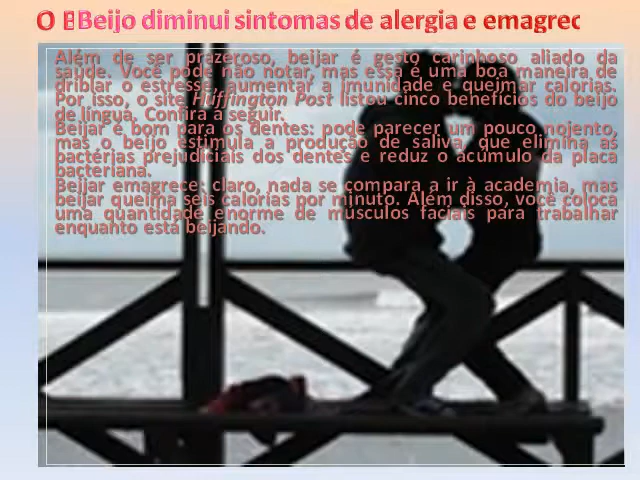 O BBeijo diminui sintomas de alergia e emagrec
Além de ser prazeroso, beijar é gesto carinhoso aliado da
saúde. Você pode não notar, mas essa é uma boa maneira de
driblar o estresse, aumentar a imunidade e queimar calorias.
Por isso, o site Huffington Post listou cinco benefícios do beijo
de língua. Confira a seguir.
Beijar é bom para os dentes: pode parecer um pouco nojento,
mas o beijo estimula a produção de saliva, que elimina as
bactérias prejudiciais dos dentes e reduz o acúmulo da placa
bacteriana.
Beijar emagrece: claro, nada se compara a ir à academia, mas
beijar queima seis calorias por minuto. Além disso, você coloca
uma quantidade enorme de músculos faciais para trabalhar
enquanto está beijando.